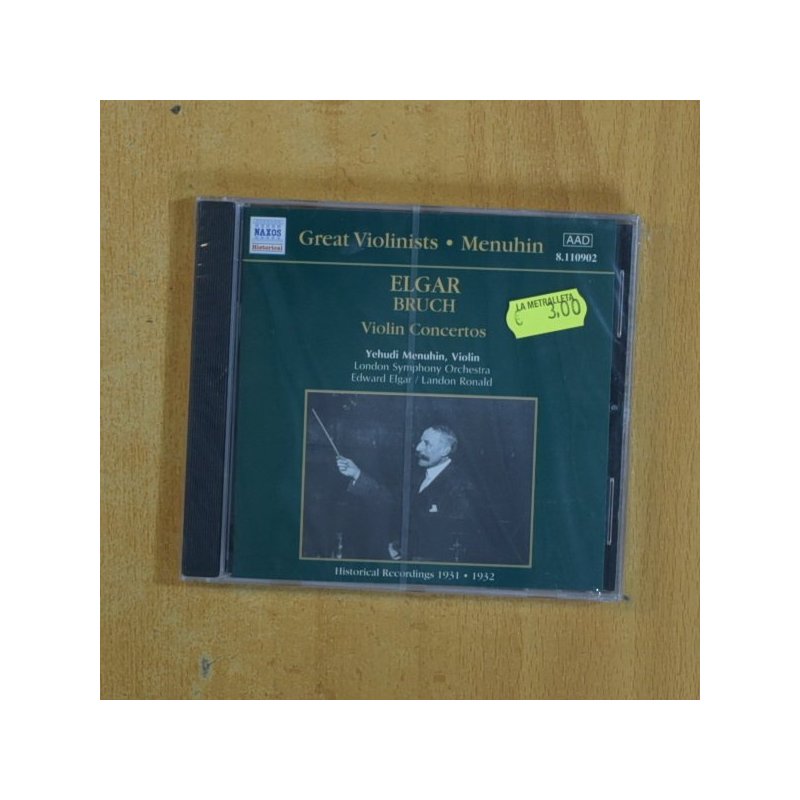 NAXOS
Historical
Great Violinists • Menuhin
AAD
8.110902
ELGAR
BRUCH
Violin Concertos
LA METRALLETA
€ 3,00
Yehudi Menuhin, Violin
London Symphony Orchestra
Edward Elgar / Landon Ronald
Historical Recordings 1931 • 1932